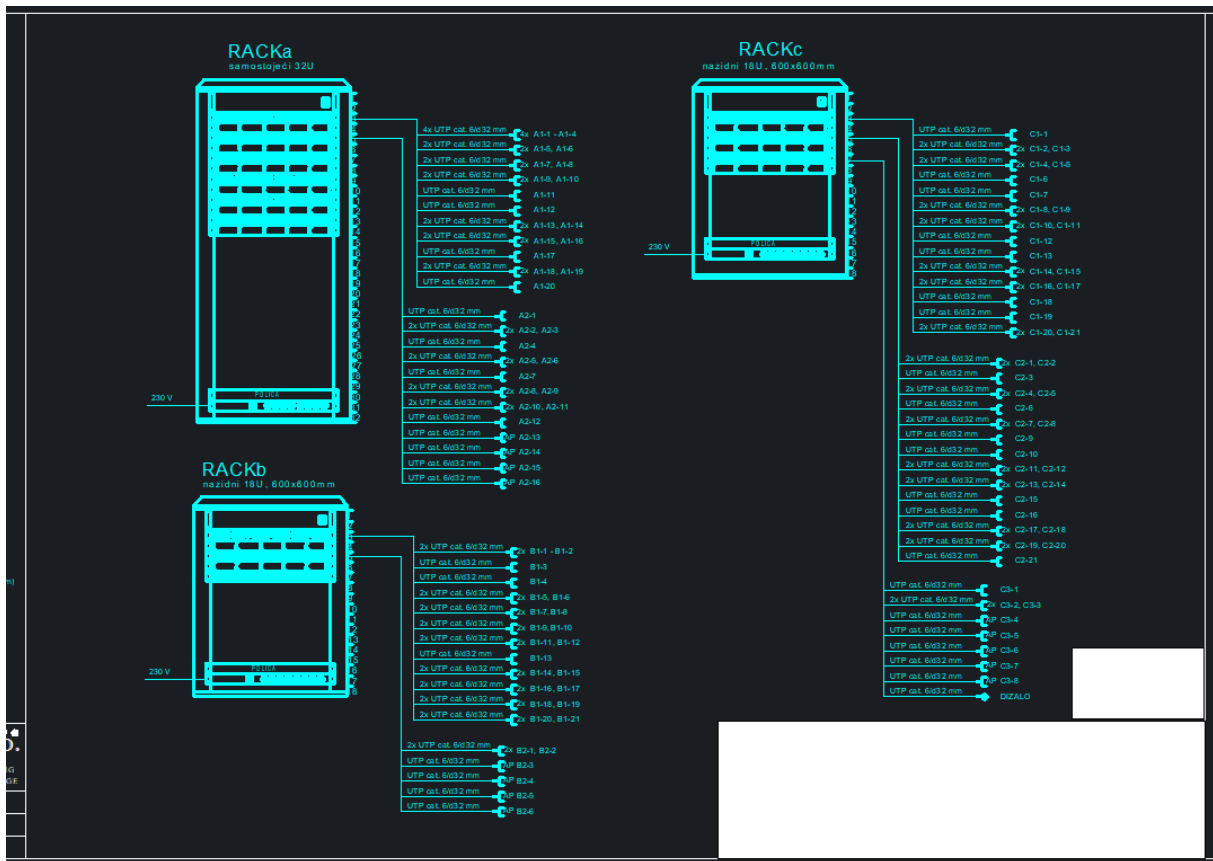 RACKa
samostojeći 32U
4x UTP cat. 6/d32 mm 4x A1-1 - A1-4
2x UTP cat. 6/d32 mm 2x A1-5, A1-6
2x UTP cat. 6/d32 mm 2x A1-7, A1-8
2x UTP cat. 6/d32 mm 2x A1-9, A1-10
UTP cat. 6/d32 mm A1-11
UTP cat. 6/d32 mm A1-12
2x UTP cat. 6/d32 mm 2x A1-13, A1-14
2x UTP cat. 6/d32 mm 2x A1-15, A1-16
UTP cat. 6/d32 mm A1-17
2x UTP cat. 6/d32 mm 2x A1-18, A1-19
UTP cat. 6/d32 mm A1-20
UTP cat. 6/d32 mm A2-1
2x UTP cat. 6/d32 mm 2x A2-2, A2-3
UTP cat. 6/d32 mm A2-4
2x UTP cat. 6/d32 mm 2x A2-5, A2-6
UTP cat. 6/d32 mm A2-7
2x UTP cat. 6/d32 mm 2x A2-8, A2-9
2x UTP cat. 6/d32 mm 2x A2-10, A2-11
UTP cat. 6/d32 mm A2-12
UTP cat. 6/d32 mm AP A2-13
UTP cat. 6/d32 mm AP A2-14
UTP cat. 6/d32 mm AP A2-15
UTP cat. 6/d32 mm AP A2-16
POLICA
230 V
RACKb
nazidni 18U, 600x600mm
2x UTP cat. 6/d32 mm 2x B1-1 - B1-2
UTP cat. 6/d32 mm B1-3
UTP cat. 6/d32 mm B1-4
2x UTP cat. 6/d32 mm 2x B1-5, B1-6
2x UTP cat. 6/d32 mm 2x B1-7, B1-8
2x UTP cat. 6/d32 mm 2x B1-9, B1-10
2x UTP cat. 6/d32 mm 2x B1-11, B1-12
UTP cat. 6/d32 mm B1-13
2x UTP cat. 6/d32 mm 2x B1-14, B1-15
2x UTP cat. 6/d32 mm 2x B1-16, B1-17
2x UTP cat. 6/d32 mm 2x B1-18, B1-19
2x UTP cat. 6/d32 mm 2x B1-20, B1-21
2x UTP cat. 6/d32 mm 2x B2-1, B2-2
UTP cat. 6/d32 mm AP B2-3
UTP cat. 6/d32 mm AP B2-4
UTP cat. 6/d32 mm AP B2-5
UTP cat. 6/d32 mm AP B2-6
POLICA
230 V
RACKc
nazidni 18U, 600x600mm
UTP cat. 6/d32 mm C1-1
2x UTP cat. 6/d32 mm 2x C1-2, C1-3
2x UTP cat. 6/d32 mm 2x C1-4, C1-5
UTP cat. 6/d32 mm C1-6
UTP cat. 6/d32 mm C1-7
2x UTP cat. 6/d32 mm 2x C1-8, C1-9
2x UTP cat. 6/d32 mm 2x C1-10, C1-11
UTP cat. 6/d32 mm C1-12
UTP cat. 6/d32 mm C1-13
2x UTP cat. 6/d32 mm 2x C1-14, C1-15
2x UTP cat. 6/d32 mm 2x C1-16, C1-17
UTP cat. 6/d32 mm C1-18
UTP cat. 6/d32 mm C1-19
2x UTP cat. 6/d32 mm 2x C1-20, C1-21
2x UTP cat. 6/d32 mm 2x C2-1, C2-2
UTP cat. 6/d32 mm C2-3
2x UTP cat. 6/d32 mm 2x C2-4, C2-5
UTP cat. 6/d32 mm C2-6
2x UTP cat. 6/d32 mm 2x C2-7, C2-8
UTP cat. 6/d32 mm C2-9
UTP cat. 6/d32 mm C2-10
2x UTP cat. 6/d32 mm 2x C2-11, C2-12
2x UTP cat. 6/d32 mm 2x C2-13, C2-14
UTP cat. 6/d32 mm C2-15
UTP cat. 6/d32 mm C2-16
2x UTP cat. 6/d32 mm 2x C2-17, C2-18
2x UTP cat. 6/d32 mm 2x C2-19, C2-20
UTP cat. 6/d32 mm C2-21
UTP cat. 6/d32 mm C3-1
2x UTP cat. 6/d32 mm 2x C3-2, C3-3
UTP cat. 6/d32 mm AP C3-4
UTP cat. 6/d32 mm AP C3-5
UTP cat. 6/d32 mm AP C3-6
UTP cat. 6/d32 mm AP C3-7
UTP cat. 6/d32 mm AP C3-8
UTP cat. 6/d32 mm DIZALO
POLICA
230 V